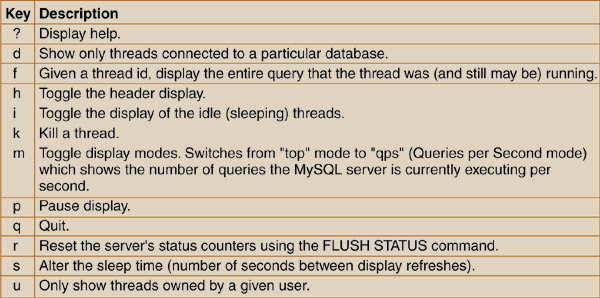 Key Description
? Display help.
d Show only threads connected to a particular database.
f Given a thread id, display the entire query that the thread was (and still may be) running.
h Toggle the header display.
i Toggle the display of the idle (sleeping) threads.
k Kill a thread.
m Toggle display modes. Switches from "top" mode to "qps" (Queries per Second mode)
which shows the number of queries the MySQL server is currently executing per
second.
p Pause display.
q Quit.
r Reset the server's status counters using the FLUSH STATUS command.
s Alter the sleep time (number of seconds between display refreshes).
u Only show threads owned by a given user.